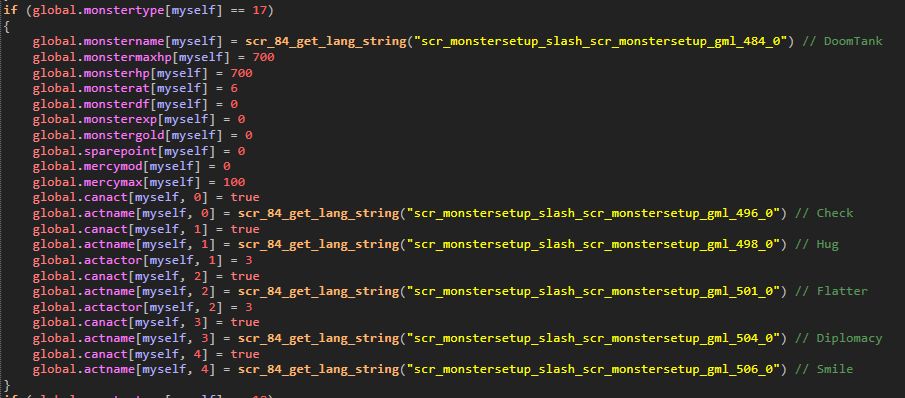 if (global.monstertype[myself] == 17)
{
global.monstername[myself] = scr_84_get_lang_string("scr_monstersetup_slash_scr_monstersetup_gml_484_0") // DoomTank
global.monstermaxhp[myself] = 700
global.monsterhp[myself] = 700
global.monsterat[myself] = 6
global.monsterdf[myself] = 0
global.monsterexp[myself] = 0
global.monstergold[myself] = 0
global.sparepoint[myself] = 0
global.mercymod[myself] = 0
global.mercymax[myself] = 100
global.canact[myself, 0] = true
global.actname[myself, 0] = scr_84_get_lang_string("scr_monstersetup_slash_scr_monstersetup_gml_496_0") // Check
global.canact[myself, 1] = true
global.actname[myself, 1] = scr_84_get_lang_string("scr_monstersetup_slash_scr_monstersetup_gml_498_0") // Hug
global.actactor[myself, 1] = 3
global.canact[myself, 2] = true
global.actname[myself, 2] = scr_84_get_lang_string("scr_monstersetup_slash_scr_monstersetup_gml_501_0") // Flatter
global.actactor[myself, 2] = 3
global.canact[myself, 3] = true
global.actname[myself, 3] = scr_84_get_lang_string("scr_monstersetup_slash_scr_monstersetup_gml_504_0") // Diplomacy
global.canact[myself, 4] = true
global.actname[myself, 4] = scr_84_get_lang_string("scr_monstersetup_slash_scr_monstersetup_gml_506_0") // Smile
}